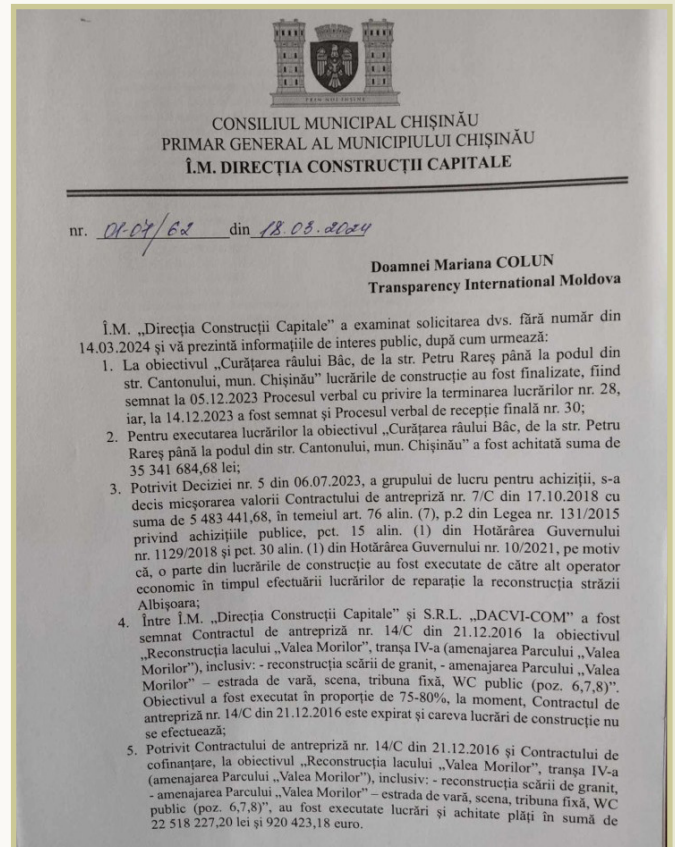 PRIN NOI ÎNȘINE
CONSILIUL MUNICIPAL CHIȘINĂU
PRIMAR GENERAL AL MUNICIPIULUI CHIȘINĂU
Î.M. DIRECȚIA CONSTRUCȚII CAPITALE
nr. 01-07/62 din 18.03.2024
Doamnei Mariana COLUN
Transparency International Moldova
Î.M. „Direcția Construcții Capitale” a examinat solicitarea dvs. fără număr din
14.03.2024 și vă prezintă informațiile de interes public, după cum urmează:
1. La obiectivul „Curățarea râului Bâc, de la str. Petru Rareș până la podul din
str. Cantonului, mun. Chișinău” lucrările de construcție au fost finalizate, fiind
semnat la 05.12.2023 Procesul verbal cu privire la terminarea lucrărilor nr. 28,
iar, la 14.12.2023 a fost semnat și Procesul verbal de recepție finală nr. 30;
2. Pentru executarea lucrărilor la obiectivul „Curățarea râului Bâc, de la str. Petru
Rareș până la podul din str. Cantonului, mun. Chișinău” a fost achitată suma de
35 341 684,68 lei;
3. Potrivit Deciziei nr. 5 din 06.07.2023, a grupului de lucru pentru achiziții, s-a
decis micșorarea valorii Contractului de antrepriză nr. 7/C din 17.10.2018 cu
suma de 5 483 441,68, în temeiul art. 76 alin. (7), p.2 din Legea nr. 131/2015
privind achizițiile publice, pct. 15 alin. (1) din Hotărârea Guvernului
nr. 1129/2018 și pct. 30 alin. (1) din Hotărârea Guvernului nr. 10/2021, pe motiv
că, o parte din lucrările de construcție au fost executate de către alt operator
economic în timpul efectuării lucrărilor de reparație la reconstrucția străzii
Albișoara;
4. Între Î.M. „Direcția Construcții Capitale” și S.R.L. „DACVI-COM” a fost
semnat Contractul de antrepriză nr. 14/C din 21.12.2016 la obiectivul
„Reconstrucția lacului „Valea Morilor”, tranșa IV-a (amenajarea Parcului „Valea
Morilor”), inclusiv: - reconstrucția scării de granit, - amenajarea Parcului „Valea
Morilor” – estrada de vară, scena, tribuna fixă, WC public (poz. 6,7,8)”.
Obiectivul a fost executat în proporție de 75-80%, la moment, Contractul de
antrepriză nr. 14/C din 21.12.2016 este expirat și careva lucrări de construcție nu
se efectuează;
5. Potrivit Contractului de antrepriză nr. 14/C din 21.12.2016 și Contractului de
cofinanțare, la obiectivul „Reconstrucția lacului „Valea Morilor”, tranșa IV-a
(amenajarea Parcului „Valea Morilor”), inclusiv: - reconstrucția scării de granit,
- amenajarea Parcului „Valea Morilor” – estrada de vară, scena, tribuna fixă, WC
public (poz. 6,7,8)”, au fost executate lucrări și achitate plăți în sumă de
22 518 227,20 lei și 920 423,18 euro.